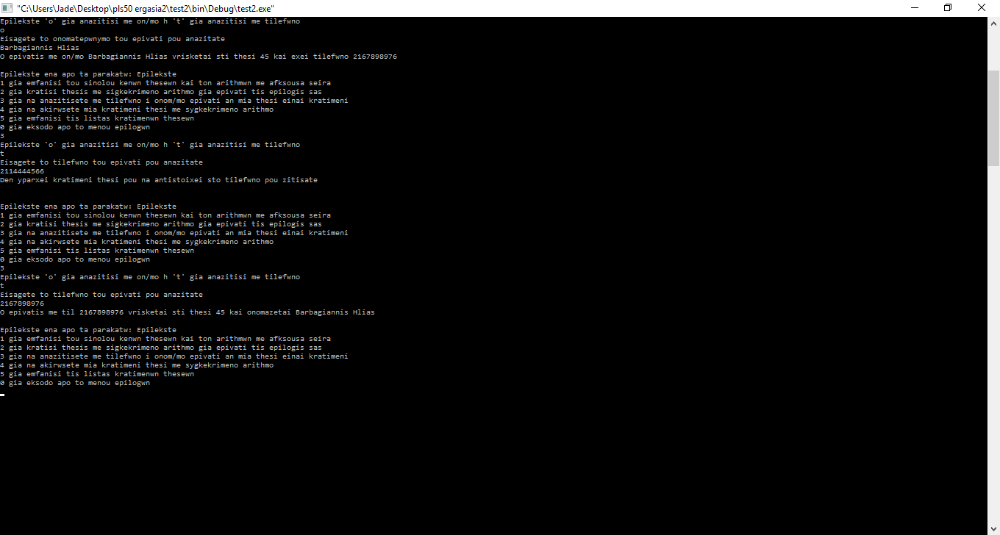 "C:\Users\Jade\Desktop\pls50 ergasia2\test2\bin\Debug\test2.exe"
Epilekste 'o' gia anazitisi me on/mo h 't' gia anazitisi me tilefwno
o
Eisagete to onomatepwnymo tou epivati pou anazitate
Barbagiannis Hlias
O epivatis me on/mo Barbagiannis Hlias vrisketai sti thesi 45 kai exei tilefwno 2167898976
Epilekste ena apo ta parakatw: Epilekste
1 gia emfanisi tou sinolou kenwn thesewn kai ton arithmwn me afksousa seira
2 gia kratisi thesis me sigkekrimeno arithmo gia epivati tis epilogis sas
3 gia na anazitisete me tilefwno i onom/mo epivati an mia thesi einai kratimeni
4 gia na akirwsete mia kratimeni thesi me sygkekrimeno arithmo
5 gia emfanisi tis listas kratimenwn thesewn
0 gia eksodo apo to menou epilogwn
3
Epilekste 'o' gia anazitisi me on/mo h 't' gia anazitisi me tilefwno
t
Eisagete to tilefwno tou epivati pou anazitate
2114444566
Den yparxei kratimeni thesi pou na antistoixei sto tilefwno pou zitisate
Epilekste ena apo ta parakatw: Epilekste
1 gia emfanisi tou sinolou kenwn thesewn kai ton arithmwn me afksousa seira
2 gia kratisi thesis me sigkekrimeno arithmo gia epivati tis epilogis sas
3 gia na anazitisete me tilefwno i onom/mo epivati an mia thesi einai kratimeni
4 gia na akirwsete mia kratimeni thesi me sygkekrimeno arithmo
5 gia emfanisi tis listas kratimenwn thesewn
0 gia eksodo apo to menou epilogwn
3
Epilekste 'o' gia anazitisi me on/mo h 't' gia anazitisi me tilefwno
t
Eisagete to tilefwno tou epivati pou anazitate
2167898976
O epivatis me til 2167898976 vrisketai sti thesi 45 kai onomazetai Barbagiannis Hlias
Epilekste ena apo ta parakatw: Epilekste
1 gia emfanisi tou sinolou kenwn thesewn kai ton arithmwn me afksousa seira
2 gia kratisi thesis me sigkekrimeno arithmo gia epivati tis epilogis sas
3 gia na anazitisete me tilefwno i onom/mo epivati an mia thesi einai kratimeni
4 gia na akirwsete mia kratimeni thesi me sygkekrimeno arithmo
5 gia emfanisi tis listas kratimenwn thesewn
0 gia eksodo apo to menou epilogwn